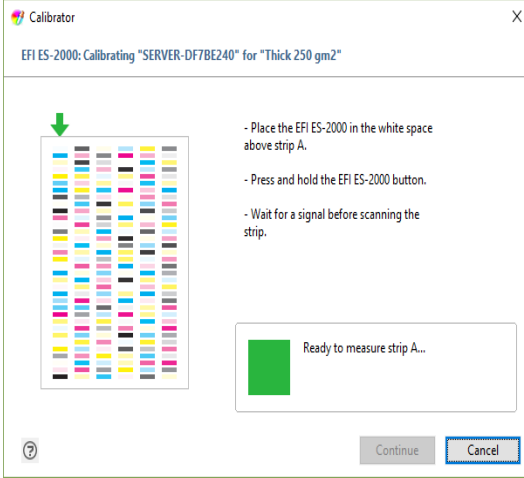 Calibrator
X
EFI ES-2000: Calibrating "SERVER-DF7BE240" for "Thick 250 gm2"
- Place the EFI ES-2000 in the white space
above strip A.
- Press and hold the EFI ES-2000 button.
- Wait for a signal before scanning the
strip.
Ready to measure strip A...
?
Continue
Cancel